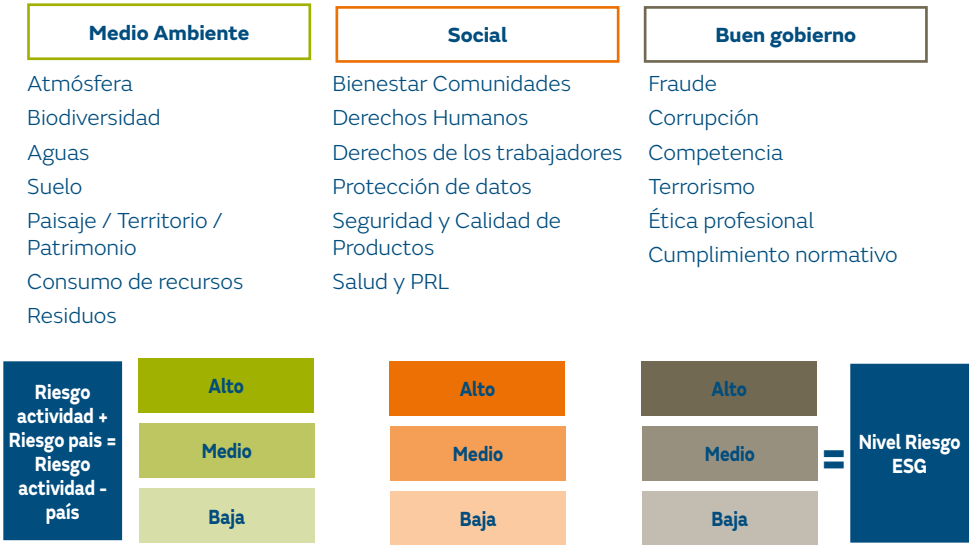 Medio Ambiente
Atmósfera
Biodiversidad
Aguas
Suelo
Paisaje / Territorio /
Patrimonio
Consumo de recursos
Residuos
Social
Bienestar Comunidades
Derechos Humanos
Derechos de los trabajadores
Protección de datos
Seguridad y Calidad de
Productos
Salud y PRL
Buen gobierno
Fraude
Corrupción
Competencia
Terrorismo
Ética profesional
Cumplimiento normativo
Riesgo
actividad +
Riesgo pais =
Riesgo
actividad -
país
Alto
Medio
Baja
Alto
Medio
Baja
Alto
Medio
Baja
=
Nivel Riesgo
ESG